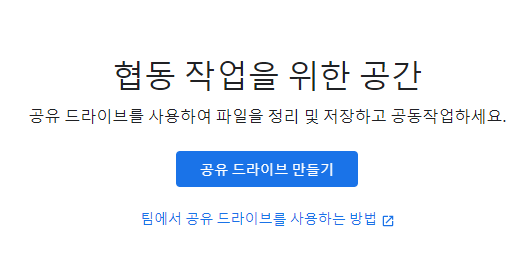 협동 작업을 위한 공간
공유 드라이브를 사용하여 파일을 정리 및 저장하고 공동작업하세요.
공유 드라이브 만들기
팀에서 공유 드라이브를 사용하는 방법